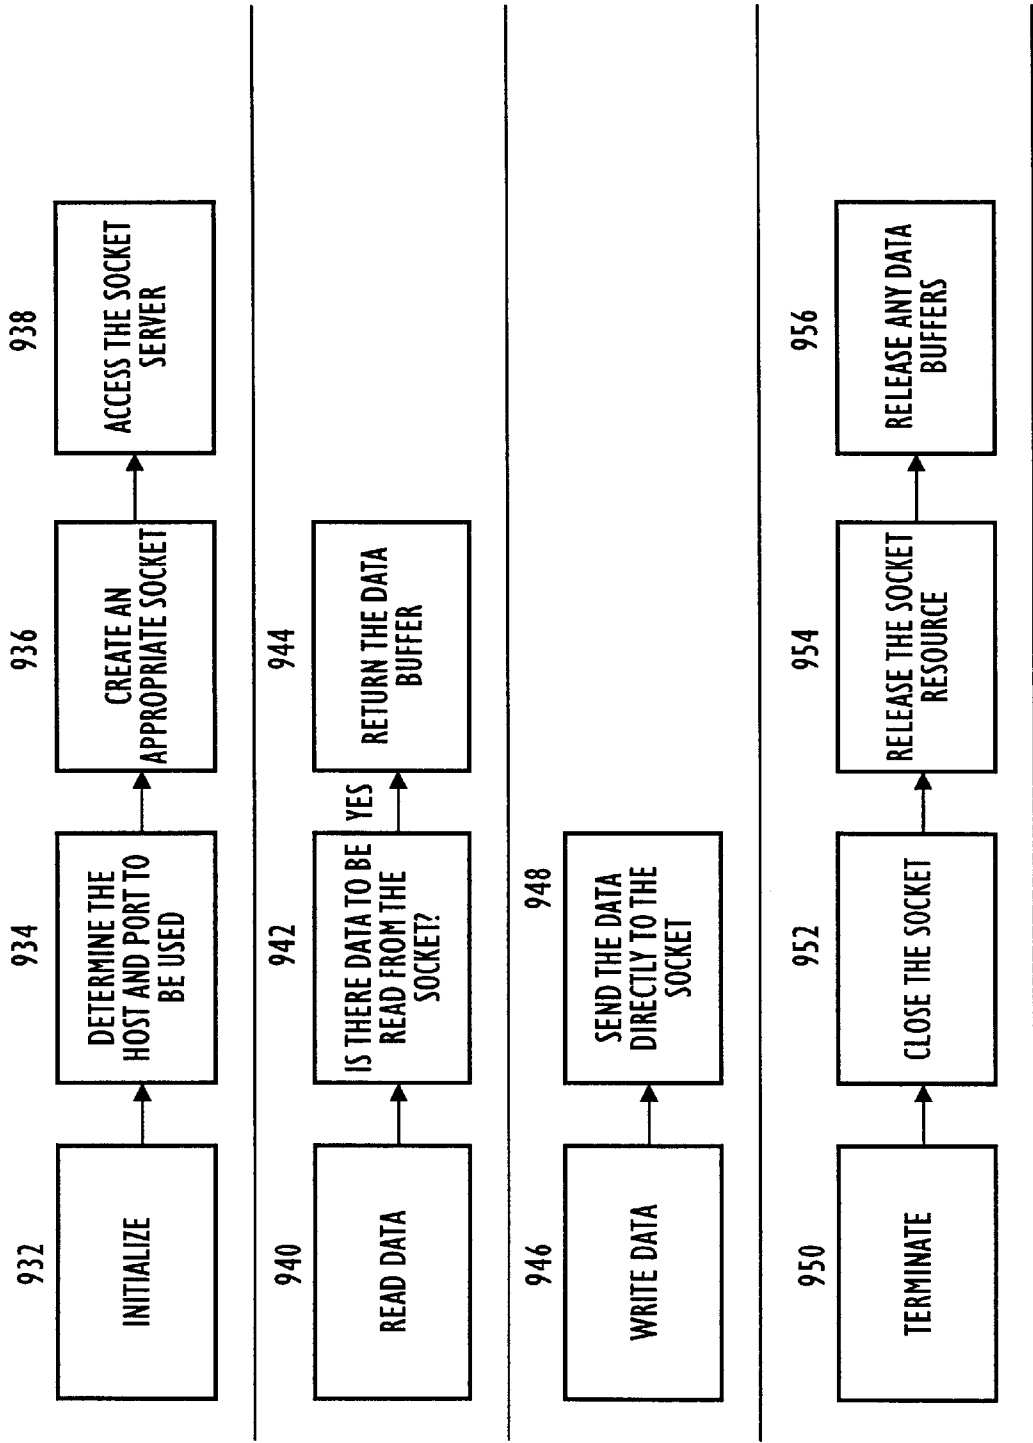 932
INITIALIZE
934
DETERMINE THE
HOST AND PORT TO
BE USED
936
CREATE AN
APPROPRIATE SOCKET
938
ACCESS THE SOCKET
SERVER
940
READ DATA
942
IS THERE DATA TO BE
READ FROM THE
SOCKET?
YES
944
RETURN THE DATA
BUFFER
946
WRITE DATA
948
SEND THE DATA
DIRECTLY TO THE
SOCKET
950
TERMINATE
952
CLOSE THE SOCKET
954
RELEASE THE SOCKET
RESOURCE
956
RELEASE ANY DATA
BUFFERS